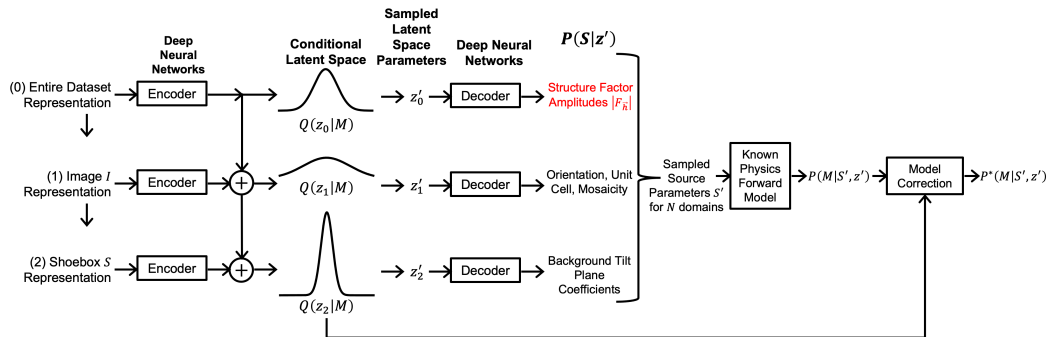 Deep
Neural
Networks
Conditional
Latent Space
Sampled
Latent
Space
Parameters
Deep Neural
Networks
P(S|z′)
(0) Entire Dataset
Representation
Encoder
Q(z₀|M)
z′₀
Decoder
Structure Factor
Amplitudes |F_h⃗|
(1) Image I
Representation
Encoder
+
Q(z₁|M)
z′₁
Decoder
Orientation, Unit
Cell, Mosaicity
(2) Shoebox S
Representation
Encoder
+
Q(z₂|M)
z′₂
Decoder
Background Tilt
Plane
Coefficients
Sampled
Source
Parameters S′
for N domains
Known
Physics
Forward
Model
P(M|S′, z′)
Model
Correction
P*(M|S′, z′)